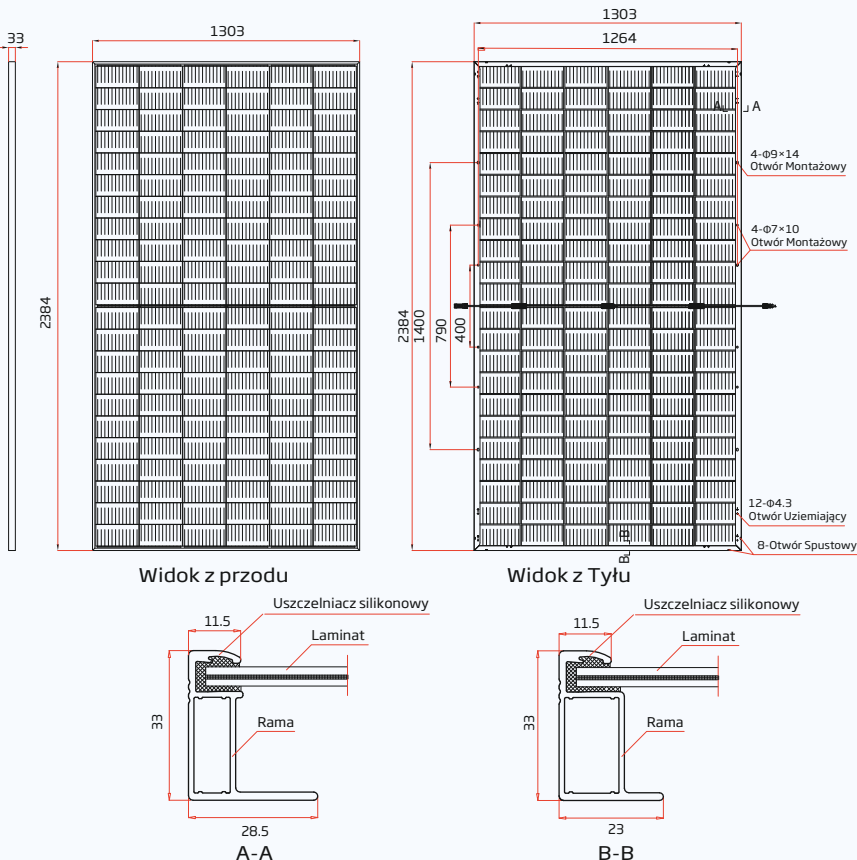 33
1303
2384
Widok z przodu
1303
1264
A
A
4-Φ9×14
Otwór Montażowy
4-Φ7×10
Otwór Montażowy
2384
1400
790
400
12-Φ4.3
Otwór Uziemiający
8-Otwór Spustowy
B
B
Widok z Tyłu
11.5
Uszczelniacz silikonowy
Laminat
33
Rama
28.5
A-A
11.5
Uszczelniacz silikonowy
Laminat
33
Rama
23
B-B